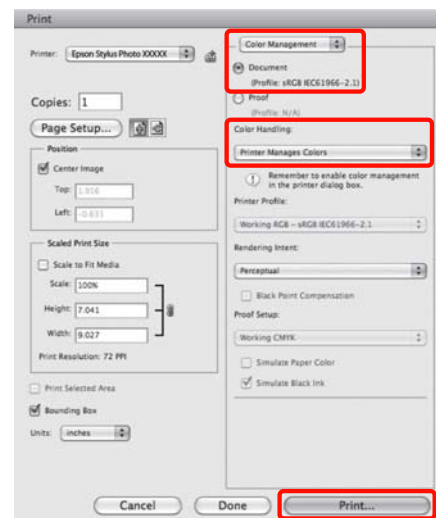 Print
Printer: Epson Stylus Photo XXXXX
Copies: 1
Page Setup...
Position
Center Image
Top: 1.916
Left: -0.633
Scaled Print Size
Scale to Fit Media
Scale: 100%
Height: 7.041
Width: 9.027
Print Resolution: 72 PPI
Print Selected Area
Bounding Box
Units: inches
Color Management
Document
(Profile: sRGB IEC61966-2.1)
Proof
(Profile: N/A)
Color Handling:
Printer Manages Colors
Remember to enable color management
in the printer dialog box.
Printer Profile:
Working RGB - sRGB IEC61966-2.1
Rendering Intent:
Perceptual
Black Point Compensation
Proof Setup:
Working CMYK
Simulate Paper Color
Simulate Black Ink
Cancel
Done
Print...